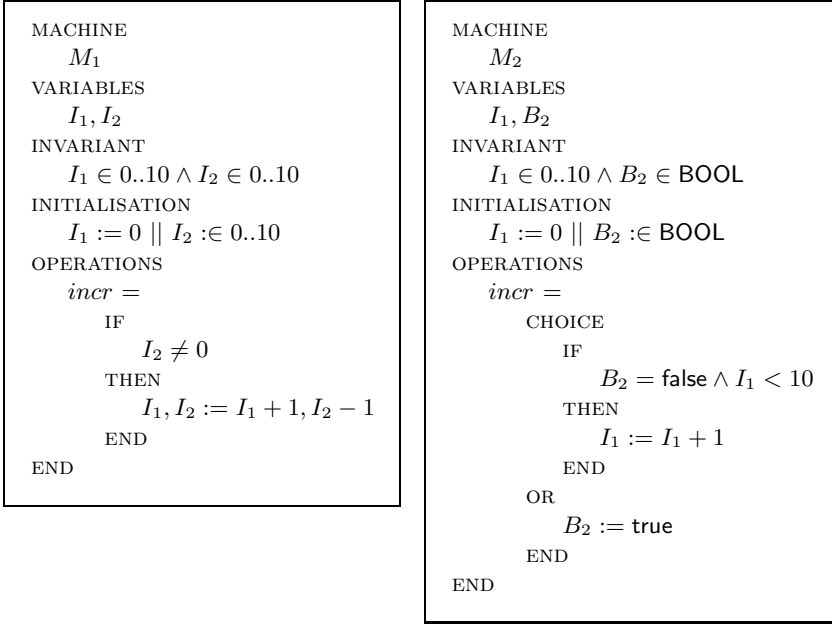 MACHINE
M₁
VARIABLES
I₁, I₂
INVARIANT
I₁ ∈ 0..10 ∧ I₂ ∈ 0..10
INITIALISATION
I₁ := 0 || I₂ :∈ 0..10
OPERATIONS
incr =
IF
I₂ ≠ 0
THEN
I₁, I₂ := I₁ + 1, I₂ − 1
END
END
MACHINE
M₂
VARIABLES
I₁, B₂
INVARIANT
I₁ ∈ 0..10 ∧ B₂ ∈ BOOL
INITIALISATION
I₁ := 0 || B₂ :∈ BOOL
OPERATIONS
incr =
CHOICE
IF
B₂ = false ∧ I₁ < 10
THEN
I₁ := I₁ + 1
END
OR
B₂ := true
END
END